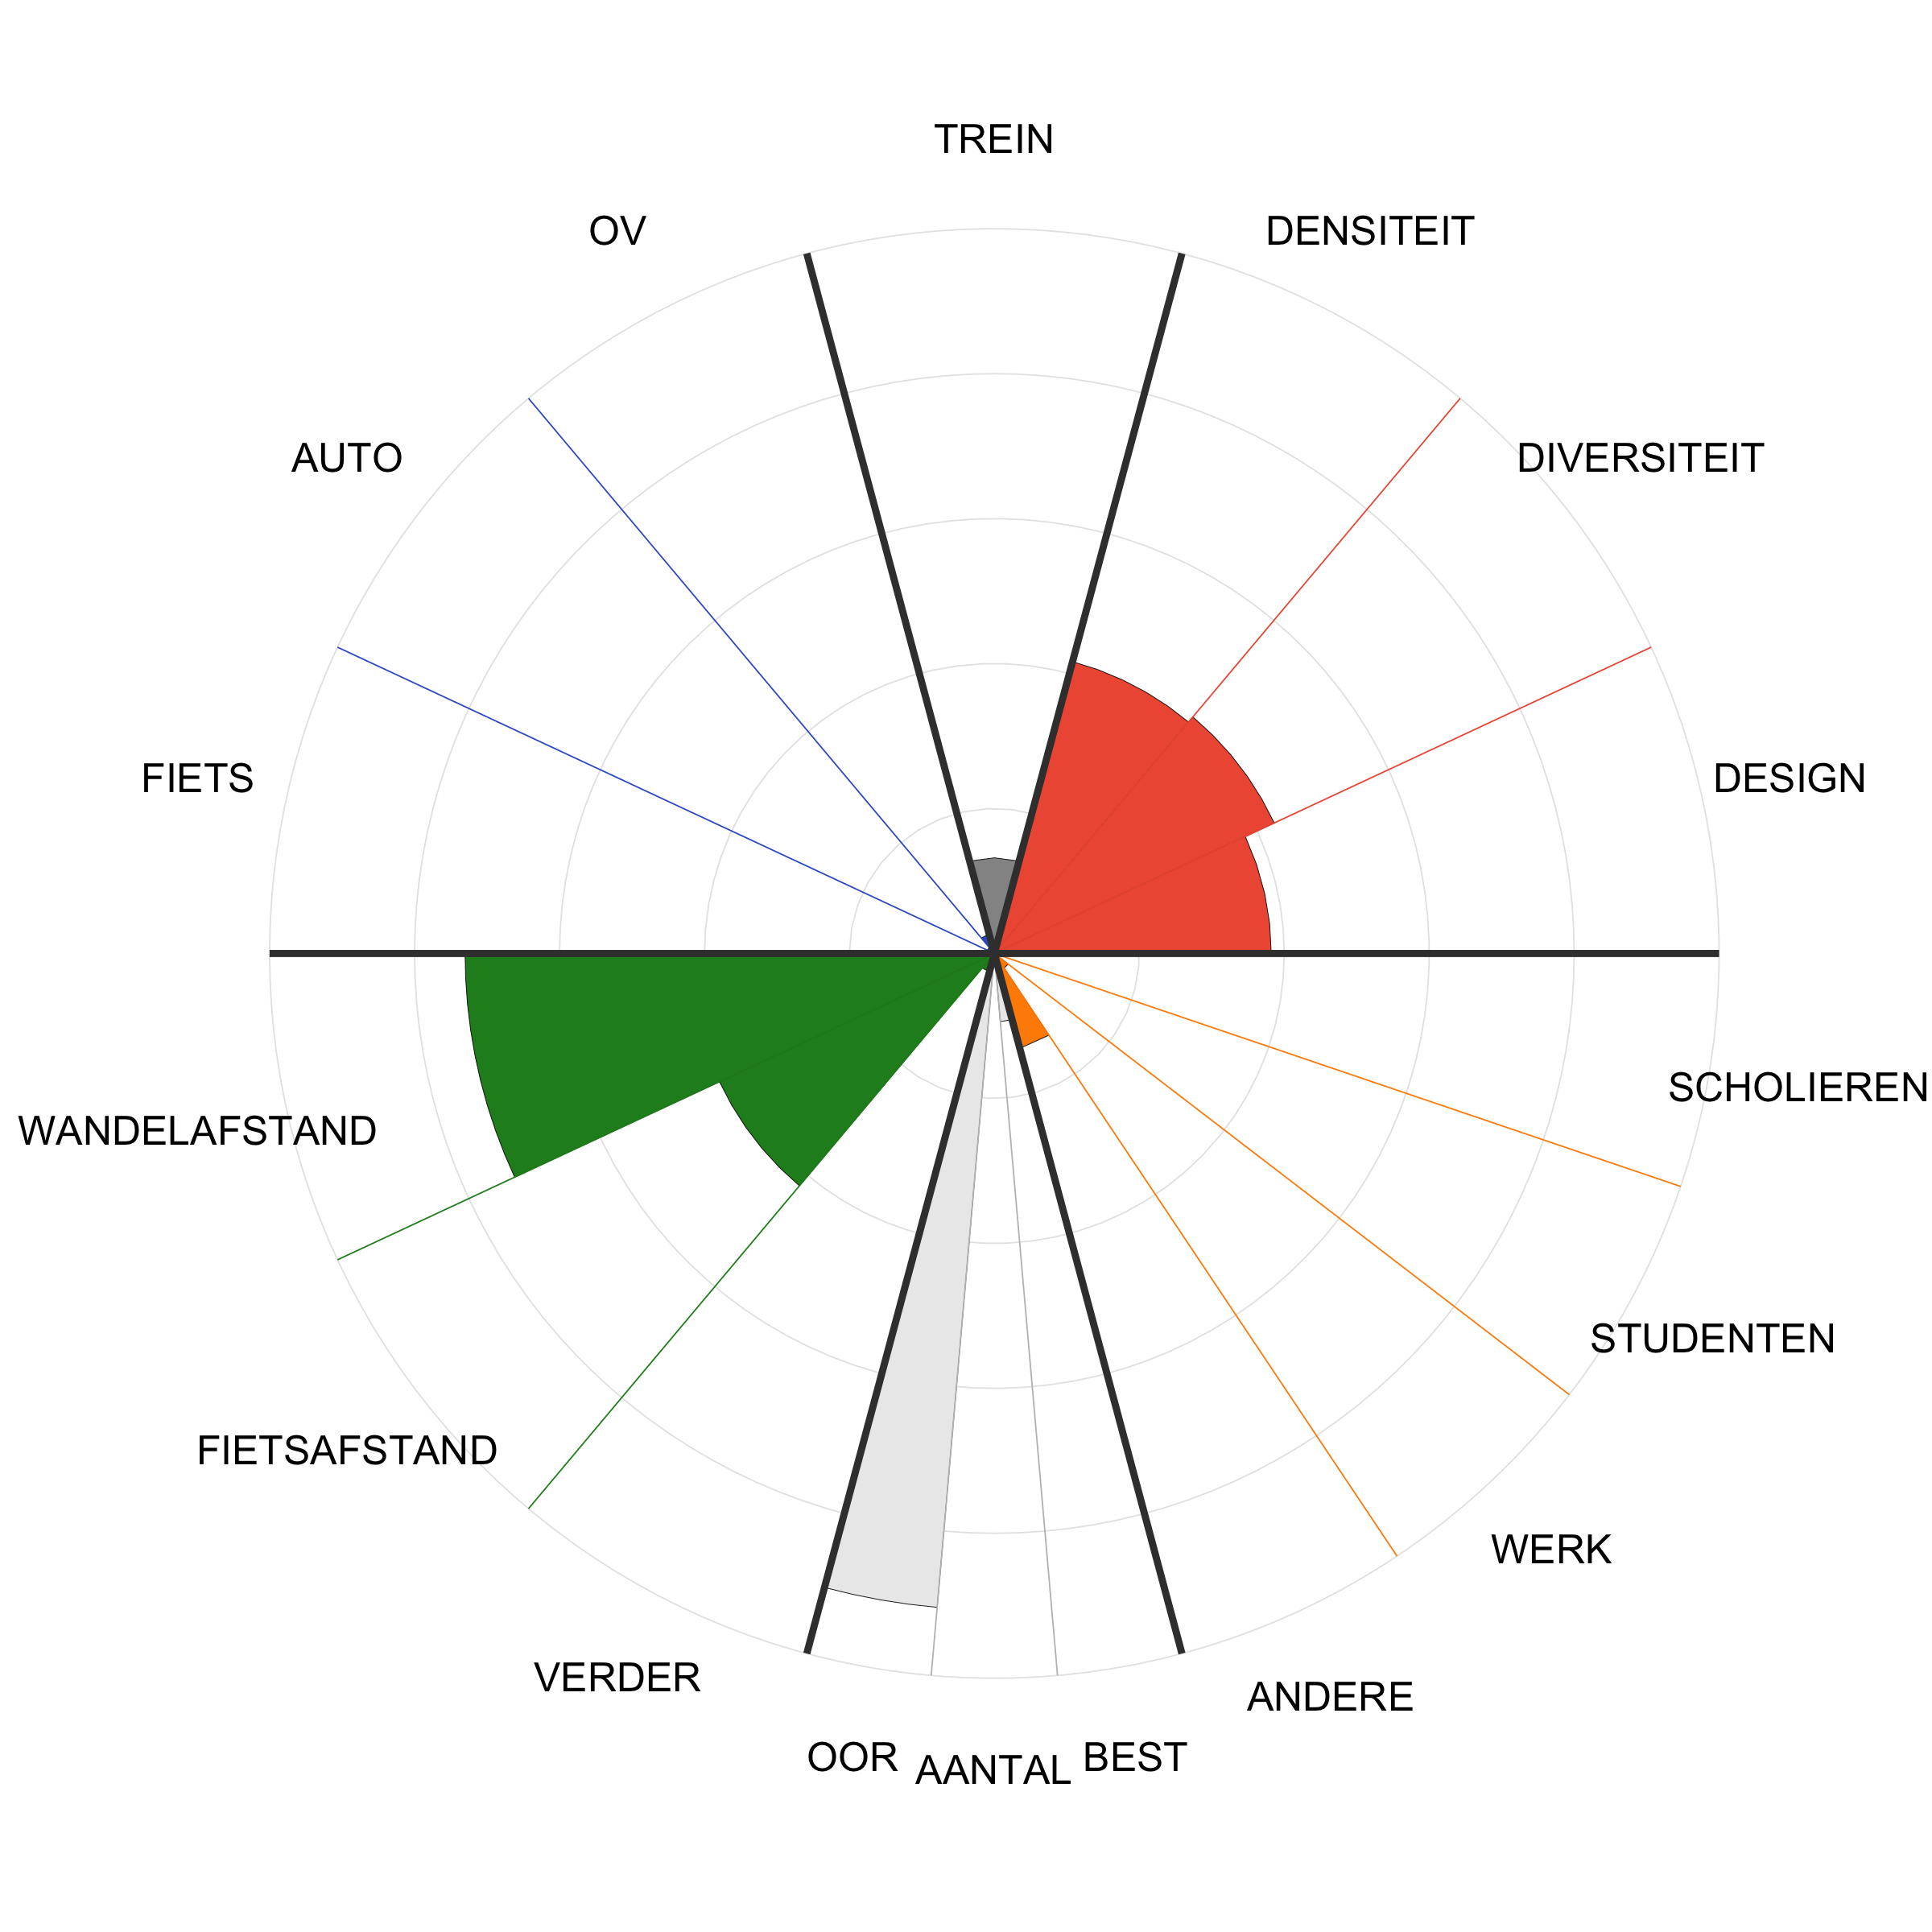 TREIN
OV
DENSITEIT
AUTO
DIVERSITEIT
FIETS
DESIGN
SCHOLIEREN
WANDELAFSTAND
STUDENTEN
FIETSAFSTAND
WERK
VERDER
ANDERE
OOR
AANTAL
BEST